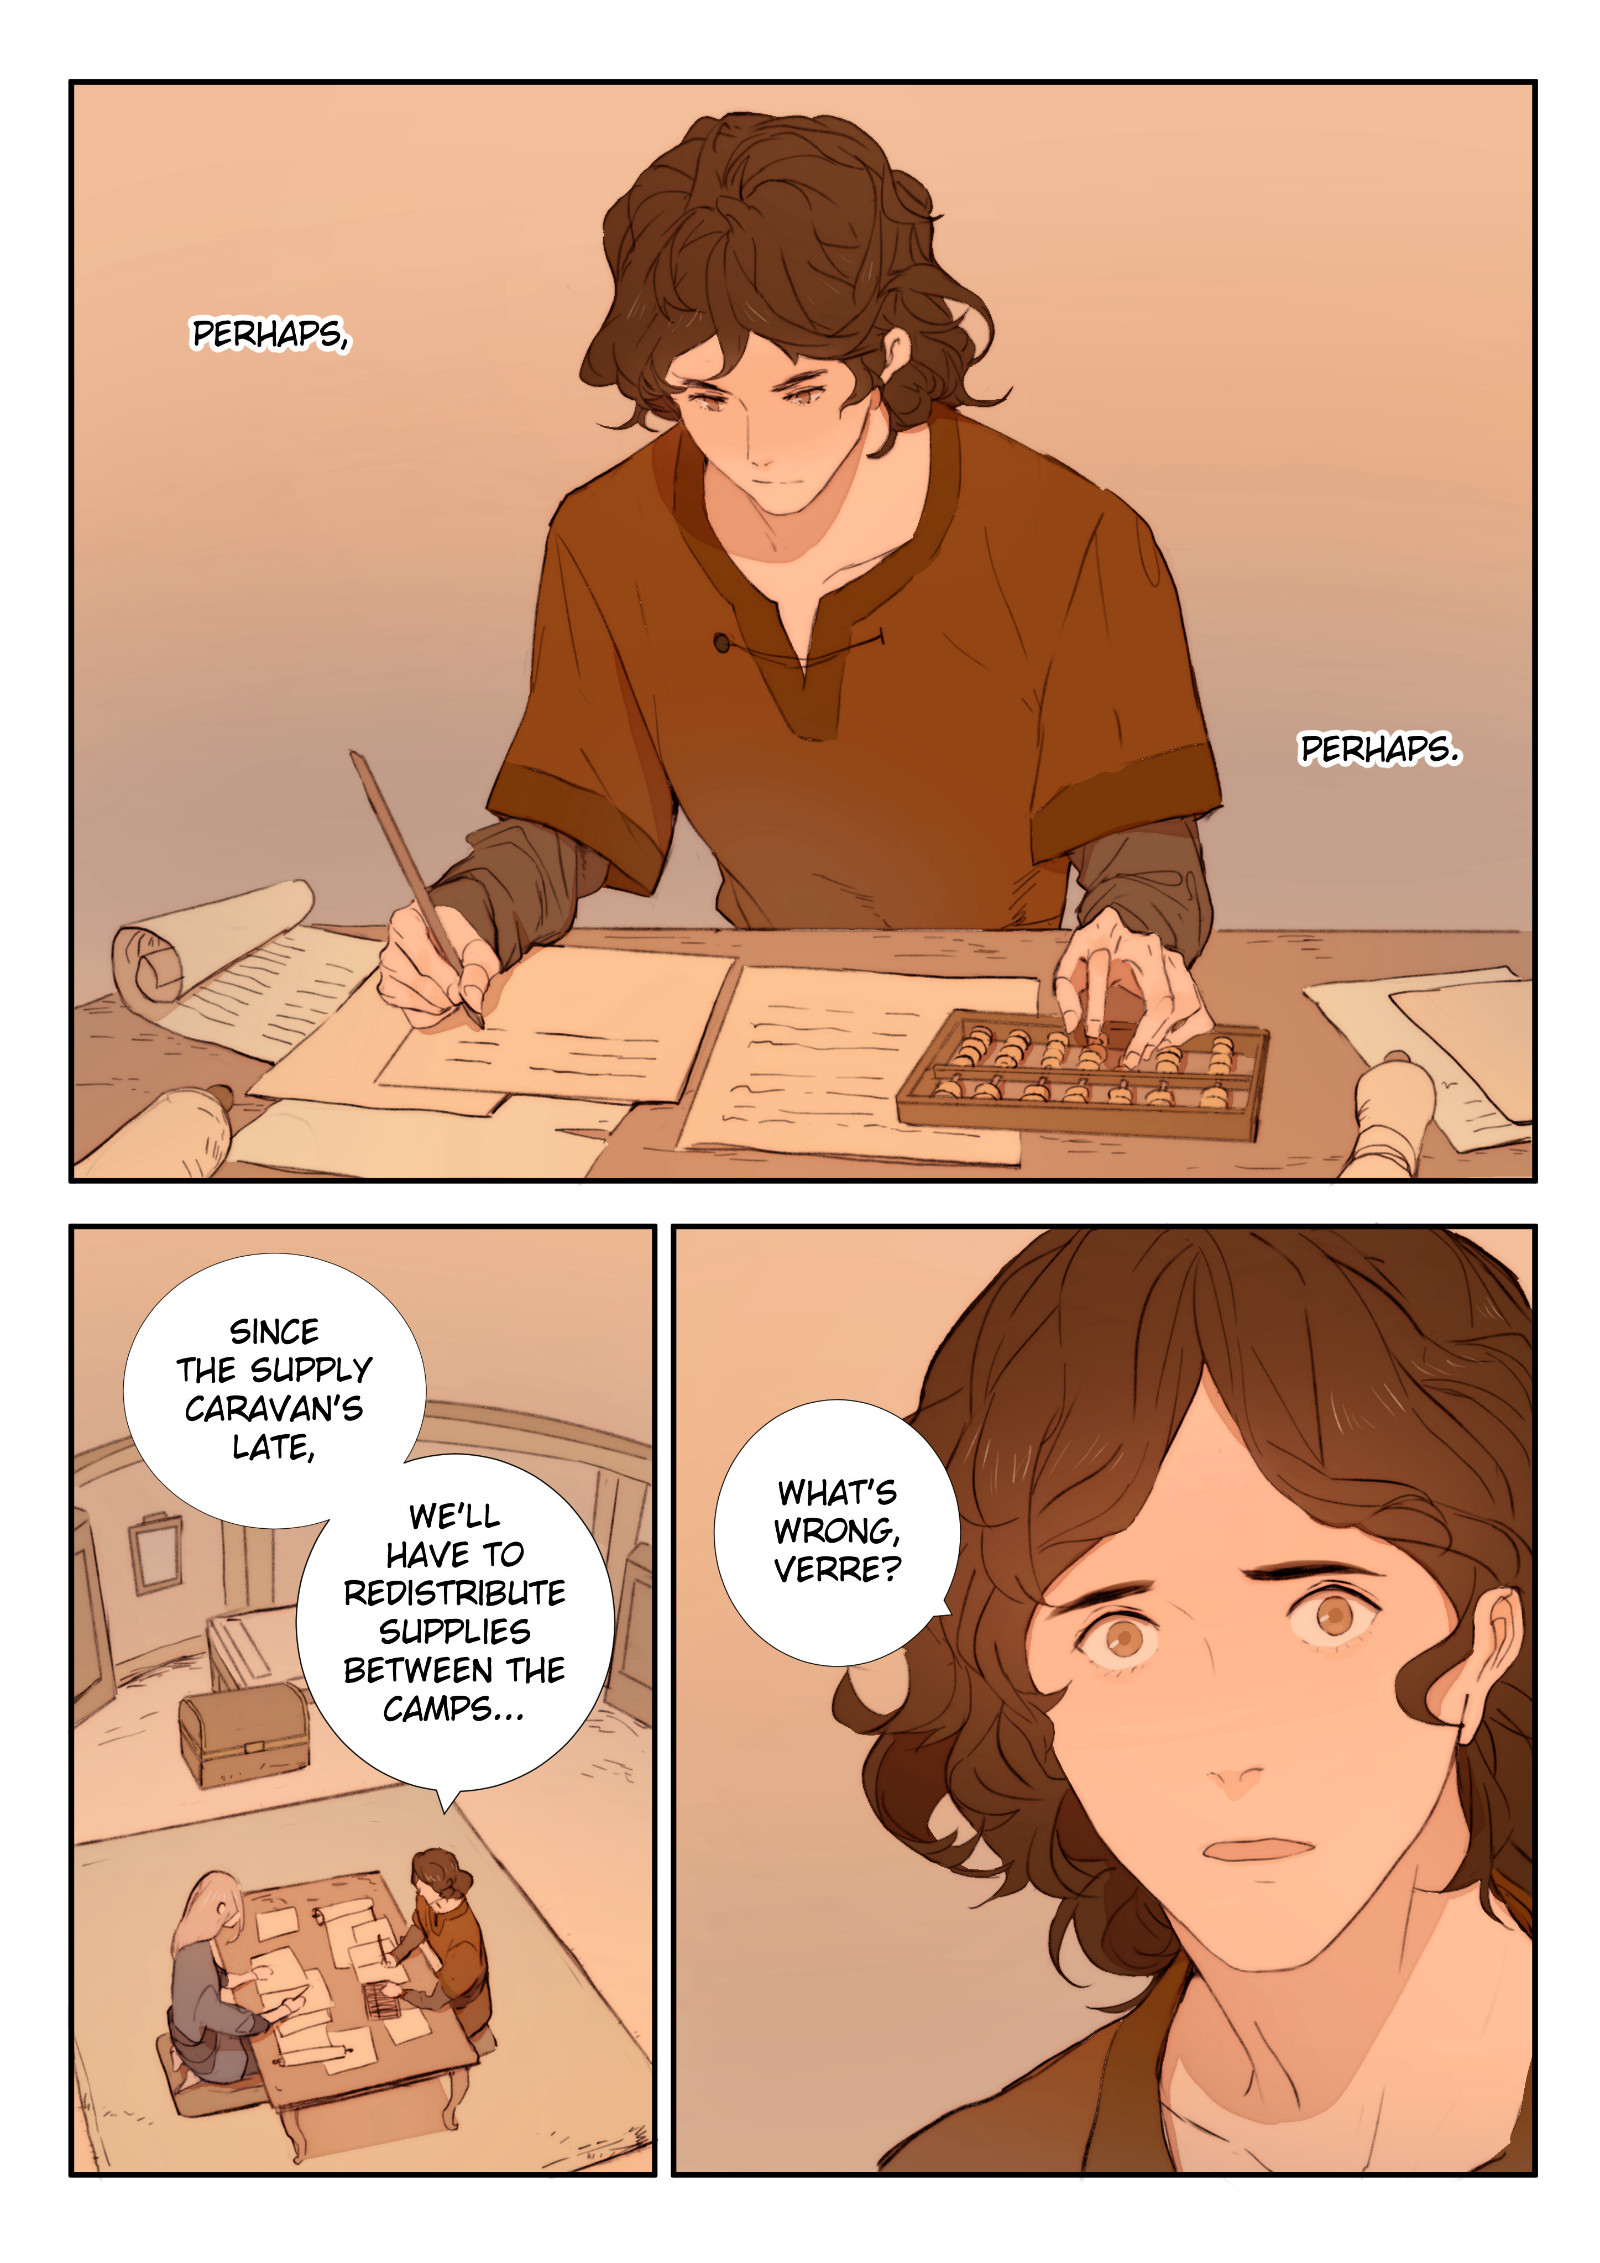 PERHAPS,
PERHAPS.
SINCE
THE SUPPLY
CARAVAN'S
LATE,
WE'LL
HAVE TO
REDISTRIBUTE
SUPPLIES
BETWEEN THE
CAMPS...
WHAT'S
WRONG,
VERRE?